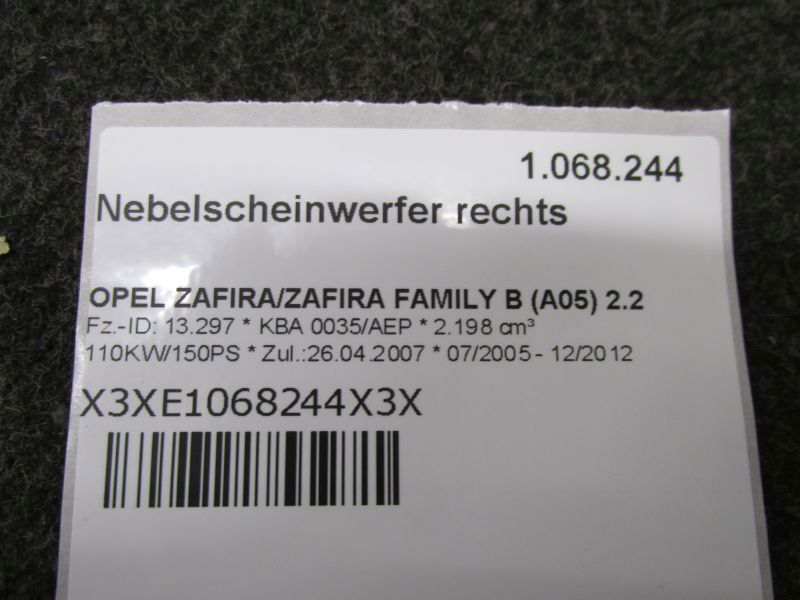 1.068.244
Nebelscheinwerfer rechts
OPEL ZAFIRA/ZAFIRA FAMILY B (A05) 2.2
Fz.-ID: 13.297 * KBA 0035/AEP * 2.198 cm³
110KW/150PS * Zul.:26.04.2007 * 07/2005 - 12/2012
X3XE1068244X3X